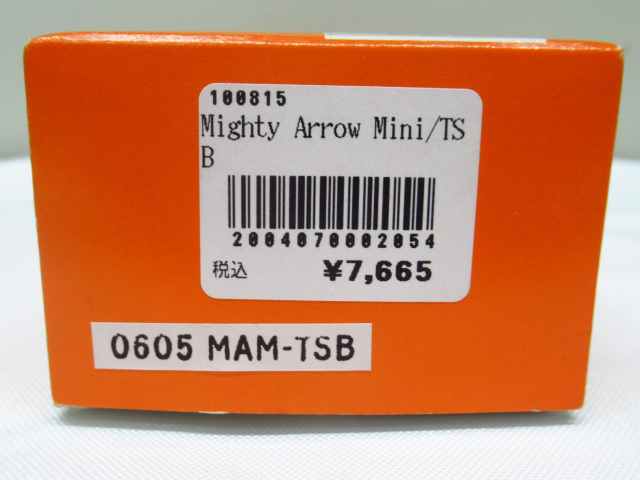 100815
Mighty Arrow Mini/TS
B
2004070002054
税込 ¥7,665
0605 MAM-TSB